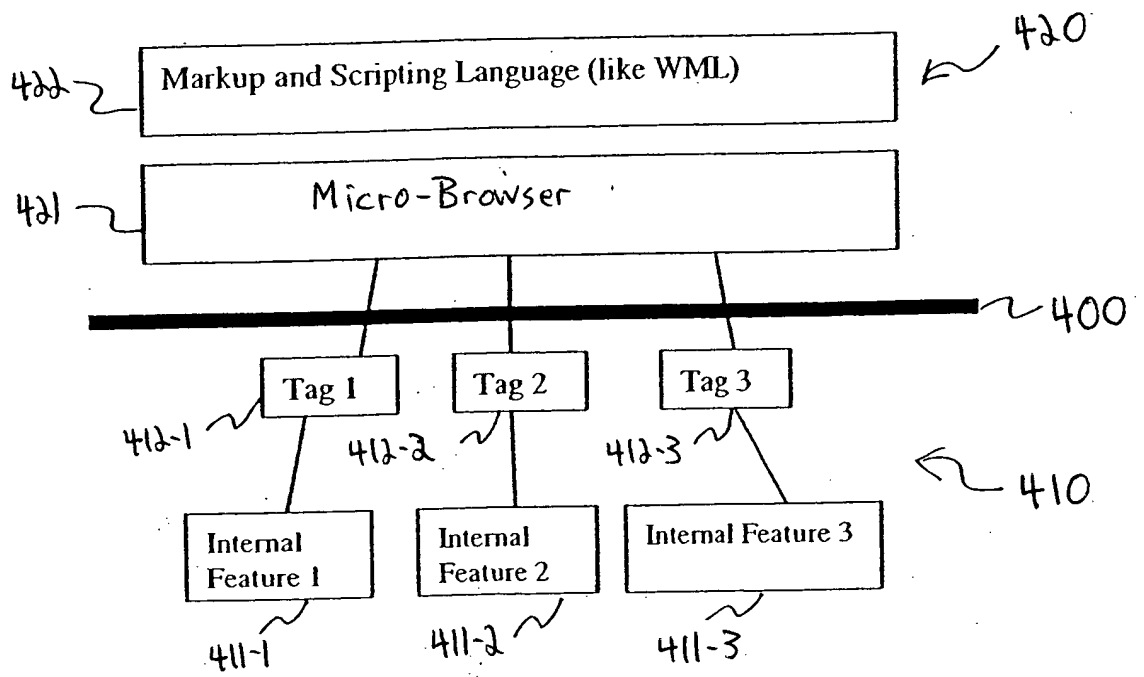 420
422
Markup and Scripting Language (like WML)
421
Micro-Browser
400
Tag 1
Tag 2
Tag 3
412-1
412-2
412-3
410
Internal
Feature 1
Internal
Feature 2
Internal Feature 3
411-1
411-2
411-3